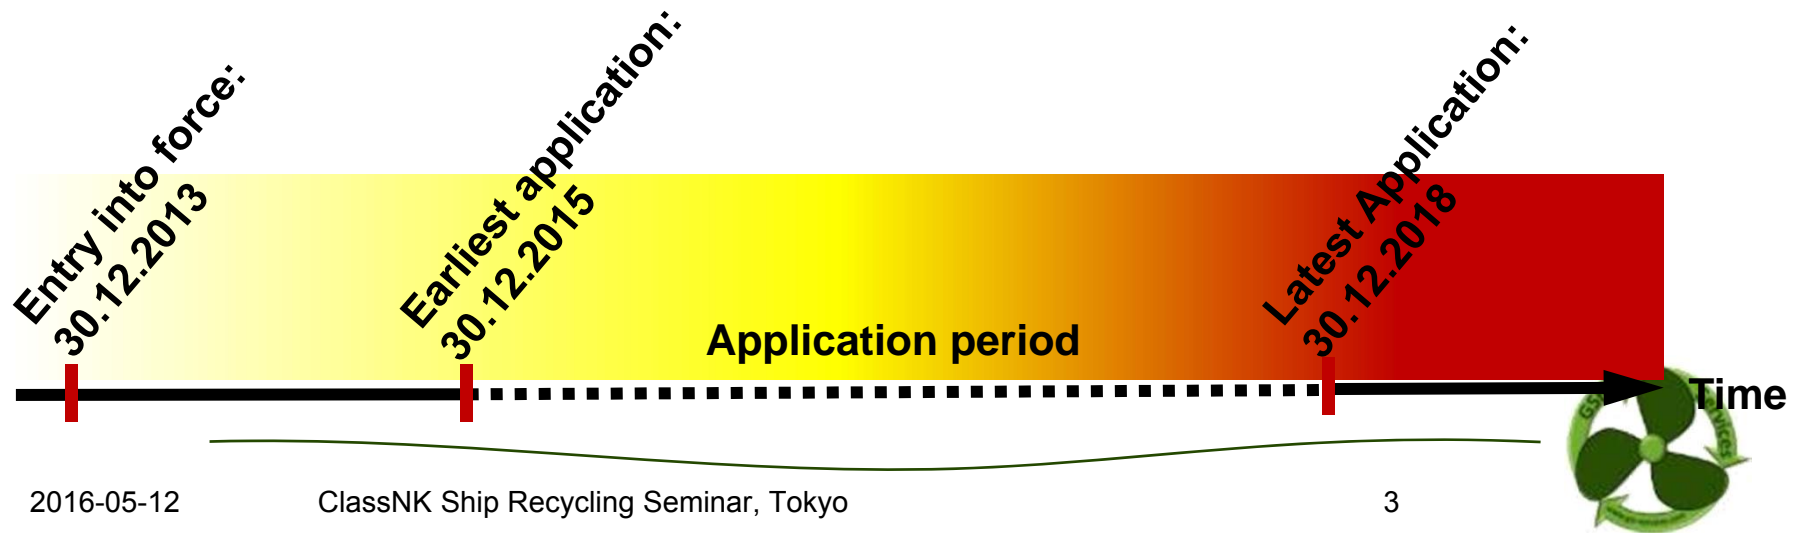 Entry into force:
30.12.2013
Earliest application:
30.12.2015
Latest Application:
30.12.2018
Application period
Time
2016-05-12
ClassNK Ship Recycling Seminar, Tokyo
3